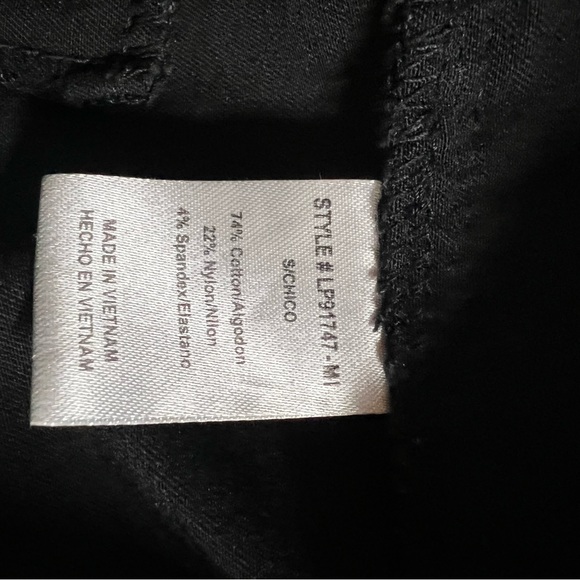 STYLE # LP91747 - MI
S/CHICO
74% Cotton/Algodon
22% Nylon/Nilon
4% Spandex/Elastano
MADE IN VIETNAM
HECHO EN VIETNAM